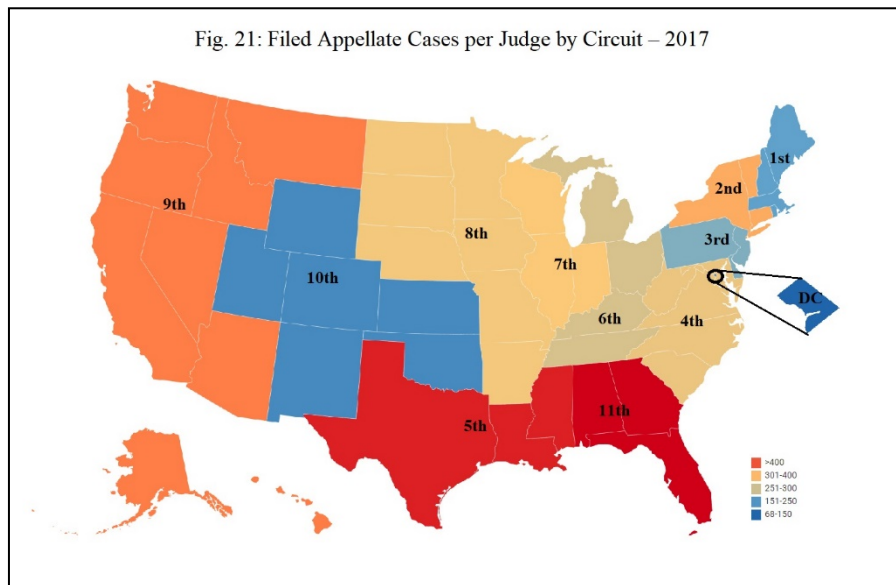 Fig. 21: Filed Appellate Cases per Judge by Circuit – 2017
1st
2nd
9th
8th
3rd
7th
10th
DC
6th
4th
11th
5th
>400
301-400
251-300
151-250
68-150